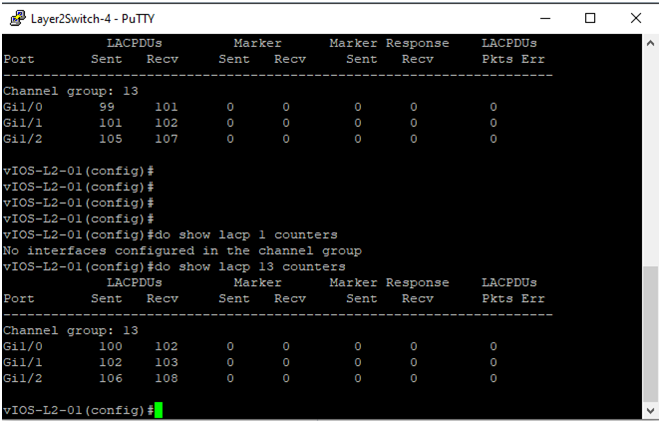 Layer2Switch-4 - PuTTY
LACPDUs Marker Marker Response LACPDUs
Port Sent Recv Sent Recv Sent Recv Pkts Err
---------------------------------------------------------------------
Channel group: 13
Gi1/0 99 101 0 0 0 0 0
Gi1/1 101 102 0 0 0 0 0
Gi1/2 105 107 0 0 0 0 0
vIOS-L2-01(config)#
vIOS-L2-01(config)#
vIOS-L2-01(config)#
vIOS-L2-01(config)#
vIOS-L2-01(config)#do show lacp 1 counters
No interfaces configured in the channel group
vIOS-L2-01(config)#do show lacp 13 counters
LACPDUs Marker Marker Response LACPDUs
Port Sent Recv Sent Recv Sent Recv Pkts Err
---------------------------------------------------------------------
Channel group: 13
Gi1/0 100 102 0 0 0 0 0
Gi1/1 102 103 0 0 0 0 0
Gi1/2 106 108 0 0 0 0 0
vIOS-L2-01(config)#